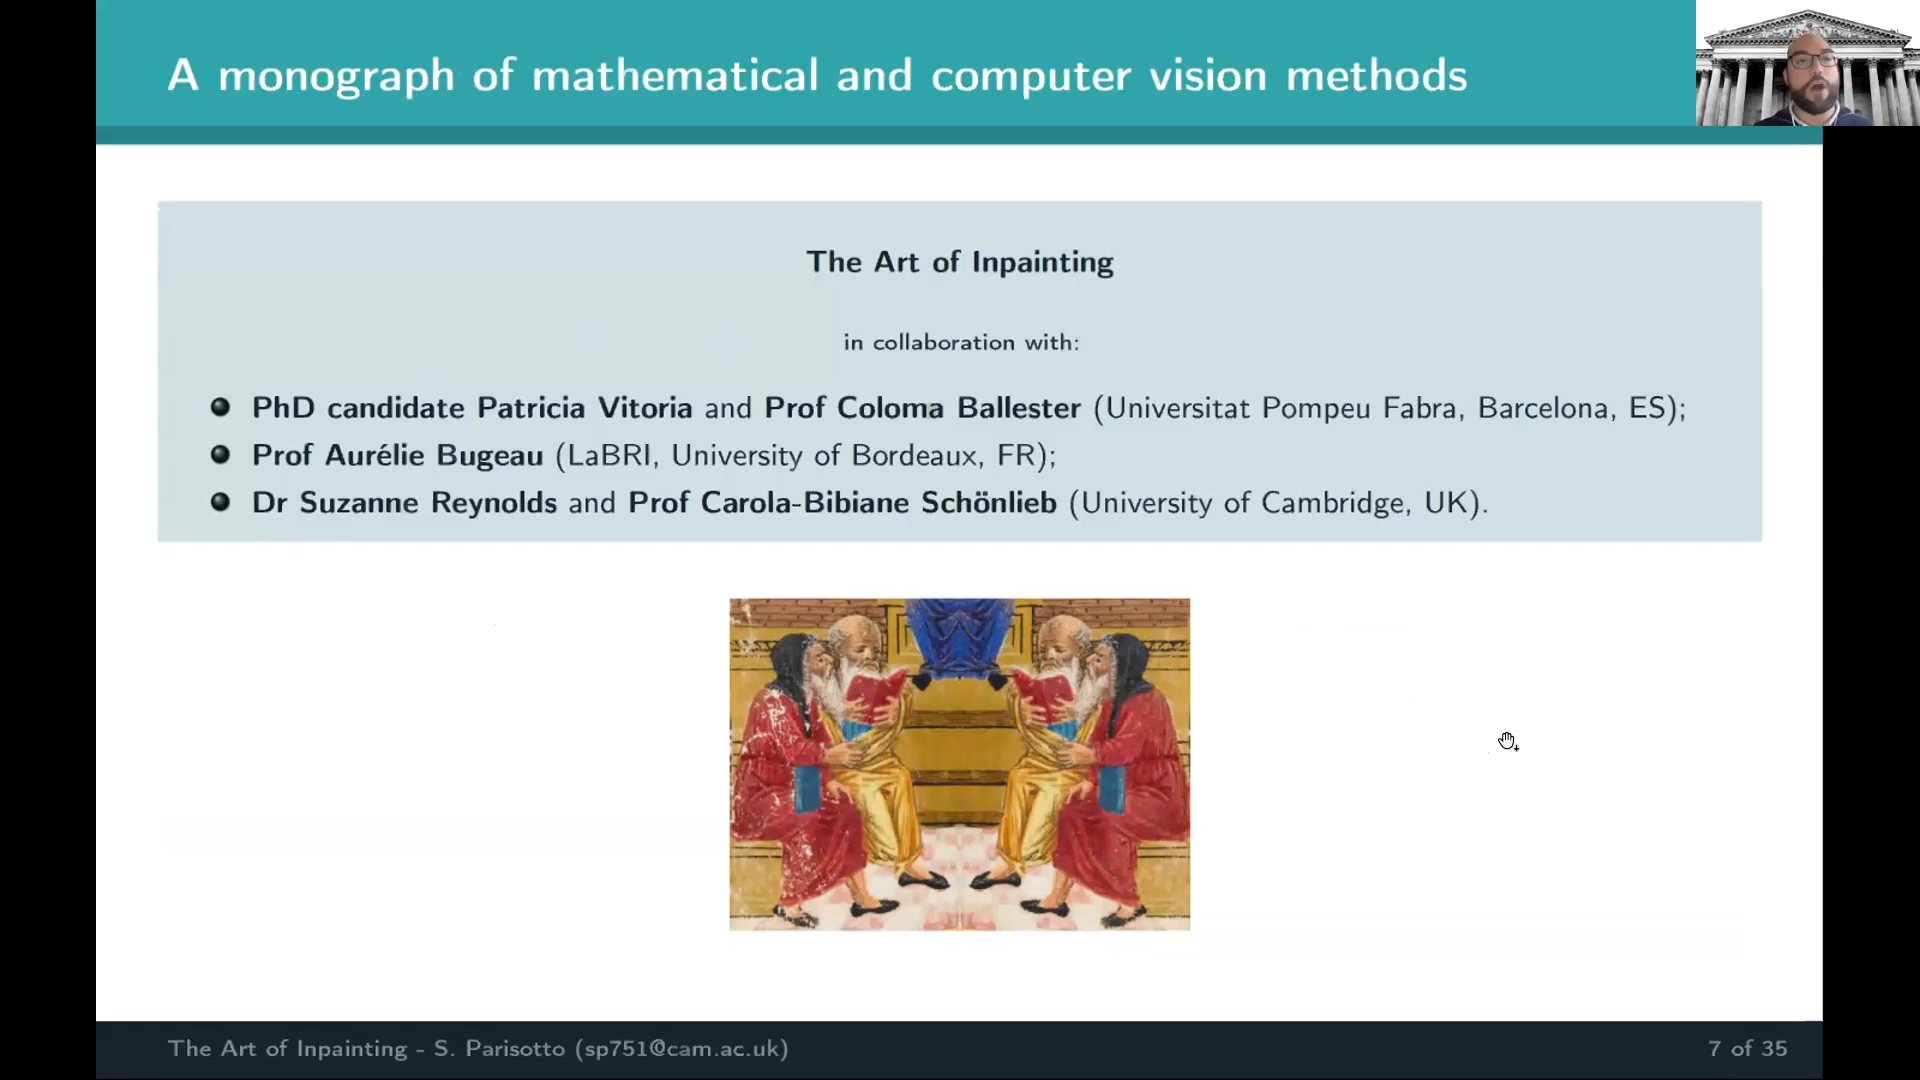 A monograph of mathematical and computer vision methods
The Art of Inpainting
in collaboration with:
PhD candidate Patricia Vitoria and Prof Coloma Ballester (Universitat Pompeu Fabra, Barcelona, ES);
Prof Aurélie Bugeau (LaBRI, University of Bordeaux, FR);
Dr Suzanne Reynolds and Prof Carola-Bibiane Schönlieb (University of Cambridge, UK).
The Art of Inpainting - S. Parisotto (sp751@cam.ac.uk)
7 of 35